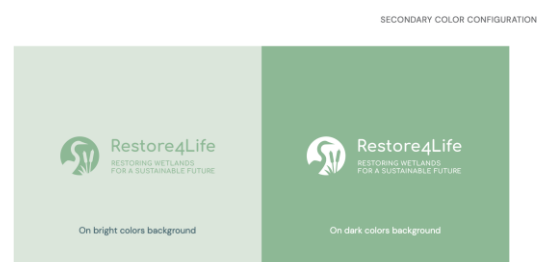 SECONDARY COLOR CONFIGURATION
Restore4Life
RESTORING WETLANDS
FOR A SUSTAINABLE FUTURE
On bright colors background
Restore4Life
RESTORING WETLANDS
FOR A SUSTAINABLE FUTURE
On dark colors background